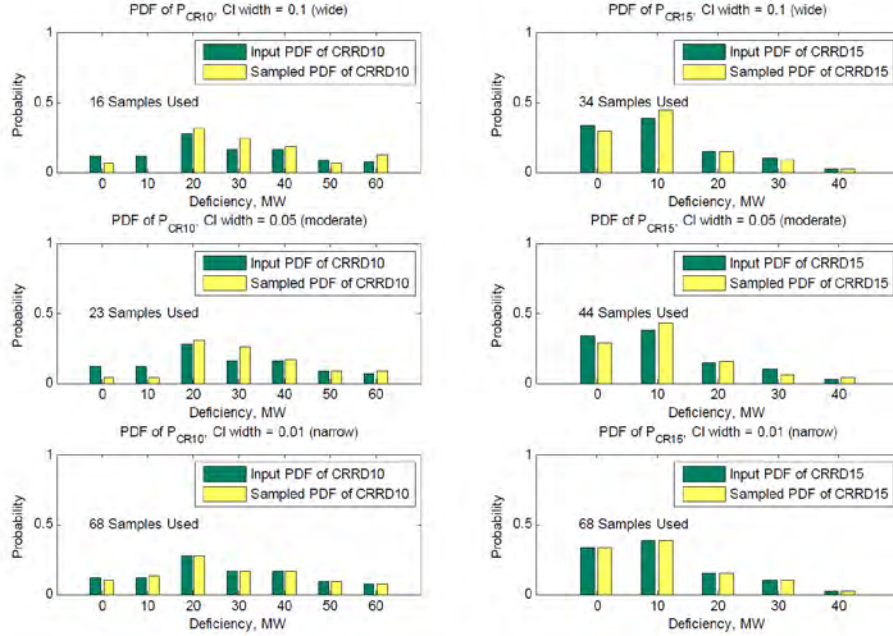 PDF of P_CR10, CI width = 0.1 (wide)
Probability
1
0.5
0
Input PDF of CRRD10
Sampled PDF of CRRD10
16 Samples Used
0 10 20 30 40 50 60
Deficiency, MW
PDF of P_CR15, CI width = 0.1 (wide)
Probability
1
0.5
0
Input PDF of CRRD15
Sampled PDF of CRRD15
34 Samples Used
0 10 20 30 40
Deficiency, MW
PDF of P_CR10, CI width = 0.05 (moderate)
Probability
1
0.5
0
Input PDF of CRRD10
Sampled PDF of CRRD10
23 Samples Used
0 10 20 30 40 50 60
Deficiency, MW
PDF of P_CR15, CI width = 0.05 (moderate)
Probability
1
0.5
0
Input PDF of CRRD15
Sampled PDF of CRRD15
44 Samples Used
0 10 20 30 40
Deficiency, MW
PDF of P_CR10, CI width = 0.01 (narrow)
Probability
1
0.5
0
Input PDF of CRRD10
Sampled PDF of CRRD10
68 Samples Used
0 10 20 30 40 50 60
Deficiency, MW
PDF of P_CR15, CI width = 0.01 (narrow)
Probability
1
0.5
0
Input PDF of CRRD15
Sampled PDF of CRRD15
68 Samples Used
0 10 20 30 40
Deficiency, MW